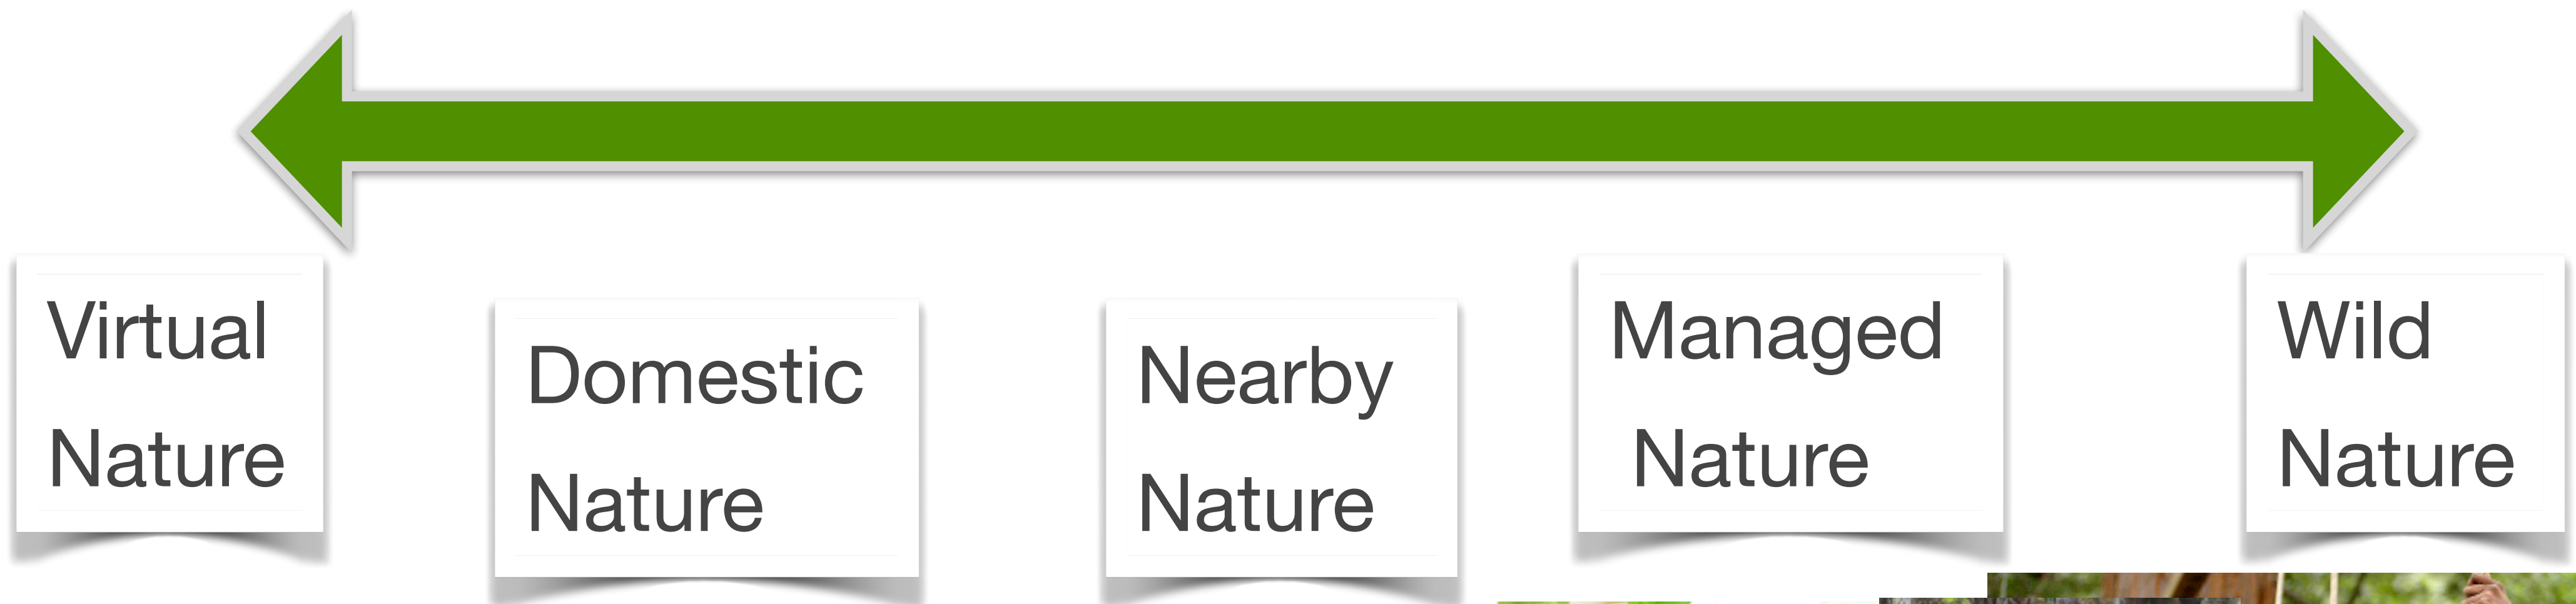 Virtual
Nature
Domestic
Nature
Nearby
Nature
Managed
Nature
Wild
Nature